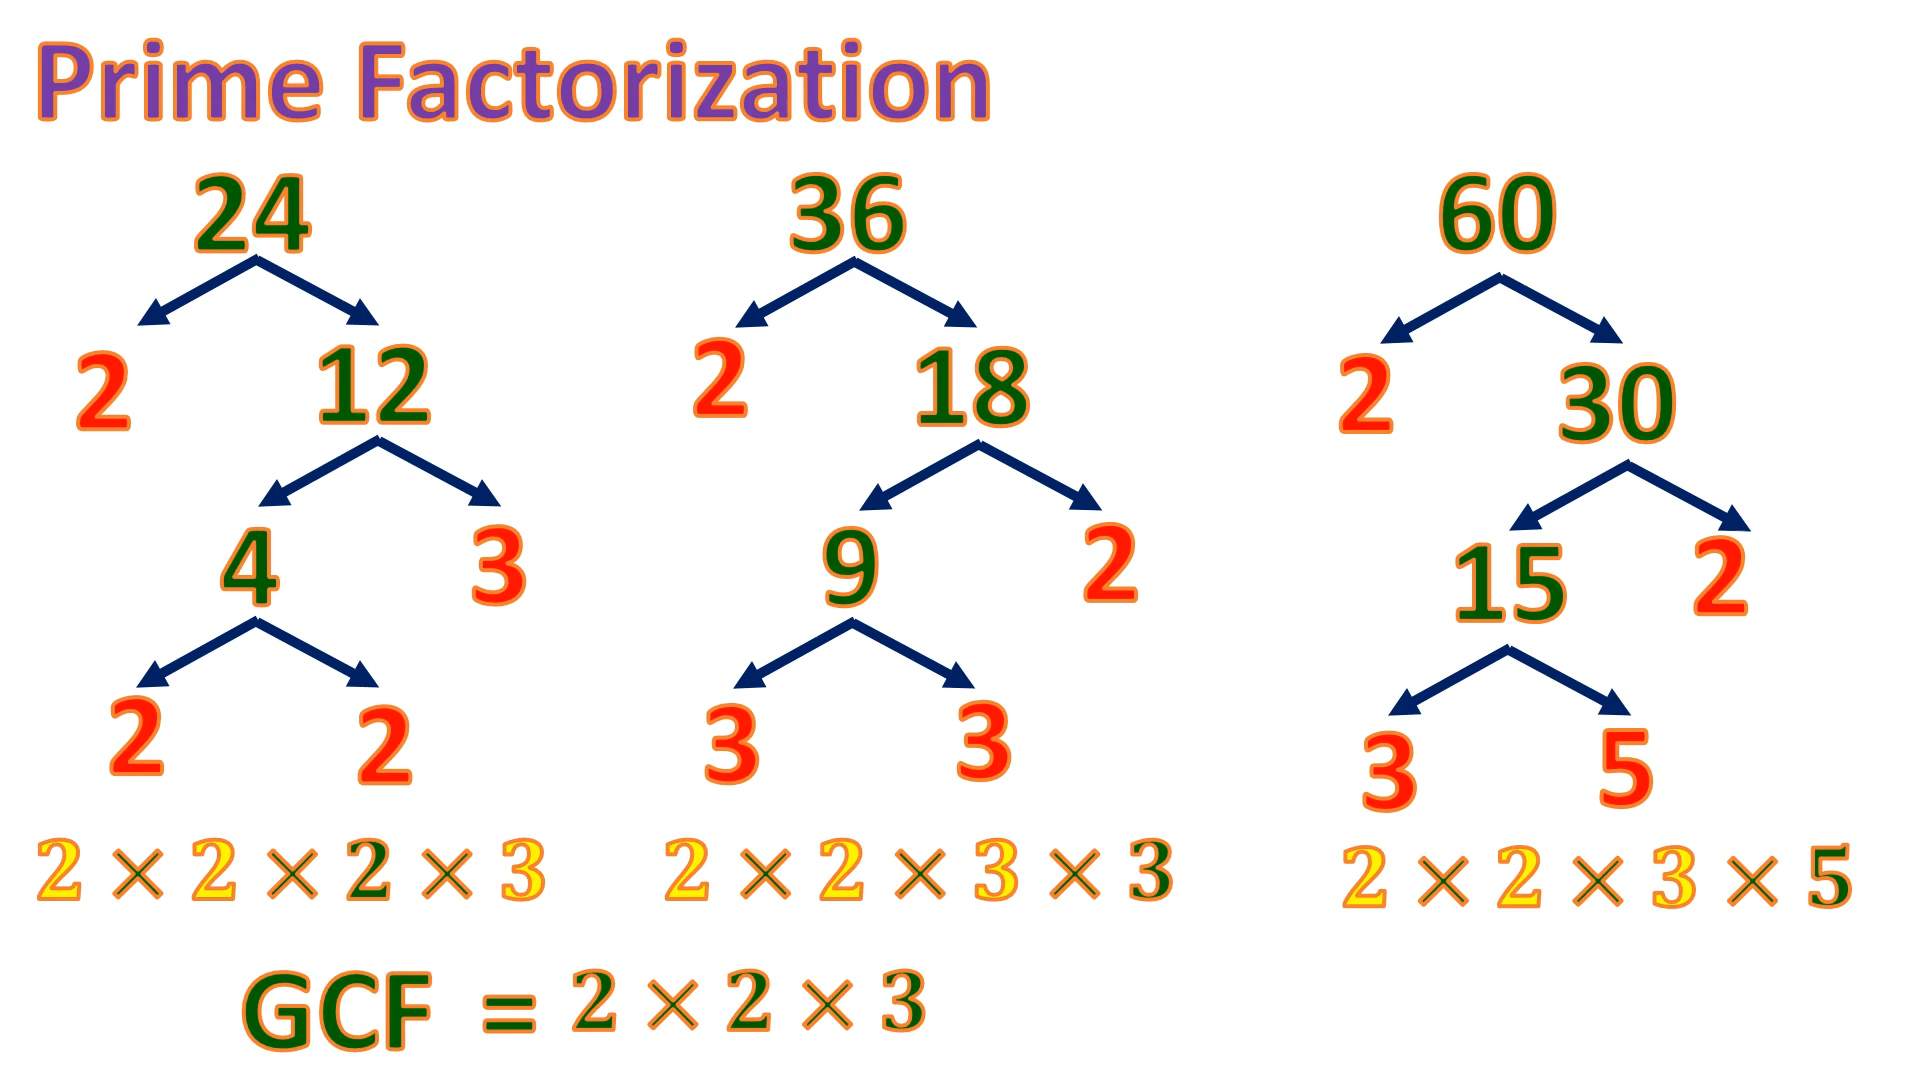 Prime Factorization
24 36 60
2 12 2 18 2 30
4 3 9 2 15 2
2 2 3 3 3 5
2 × 2 × 2 × 3 2 × 2 × 3 × 3 2 × 2 × 3 × 5
GCF = 2 × 2 × 3